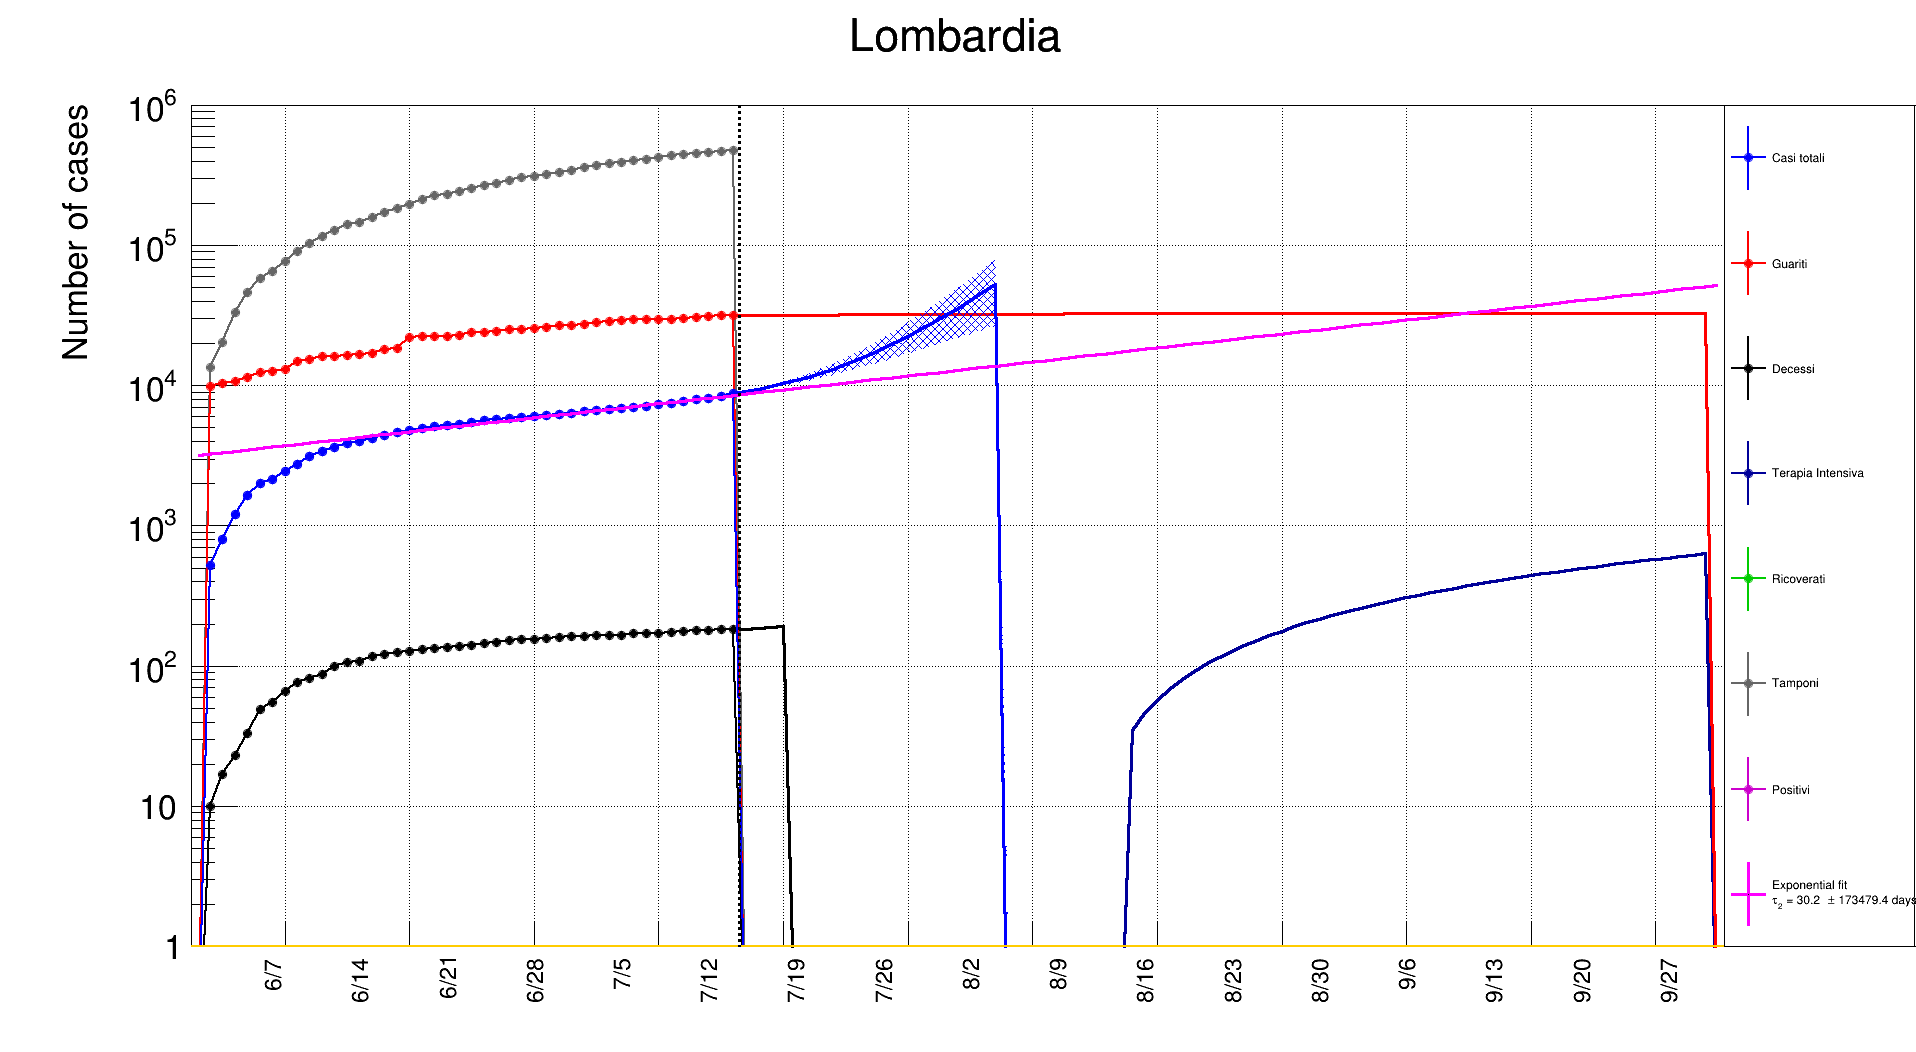 Lombardia
Number of cases
10^6
10^5
10^4
10^3
10^2
10
1
6/7 6/14 6/21 6/28 7/5 7/12 7/19 7/26 8/2 8/9 8/16 8/23 8/30 9/6 9/13 9/20 9/27
Casi totali
Guariti
Decessi
Terapia Intensiva
Ricoverati
Tamponi
Positivi
Exponential fit
τ_2 = 30.2 ± 173479.4 days